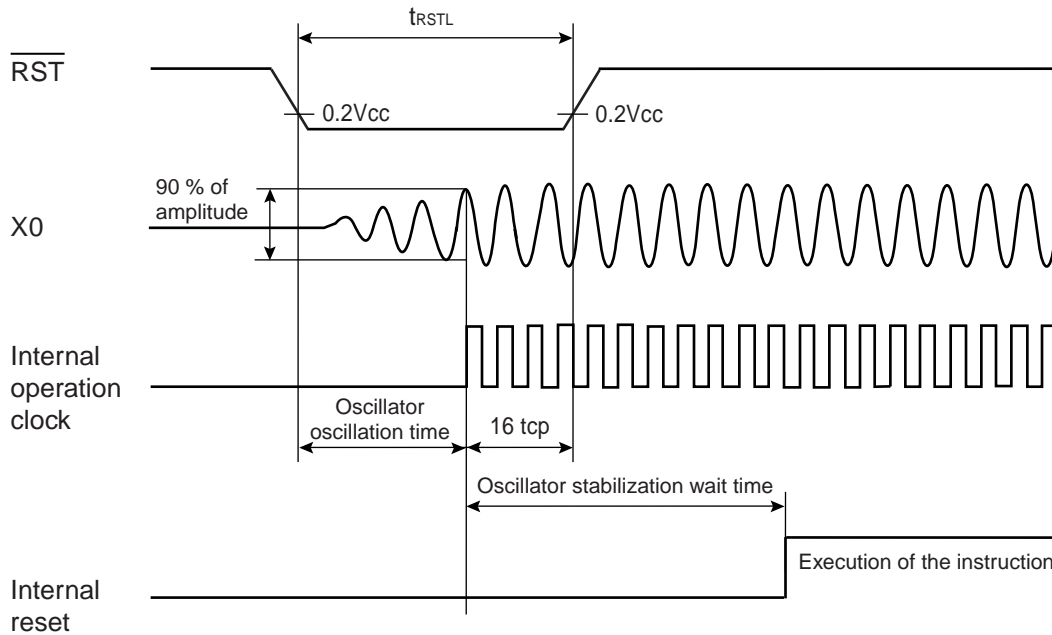 tRSTL
RST
0.2Vcc
0.2Vcc
90 % of
amplitude
X0
Internal
operation
clock
Oscillator
oscillation time
16 tcp
Oscillator stabilization wait time
Execution of the instruction
Internal
reset